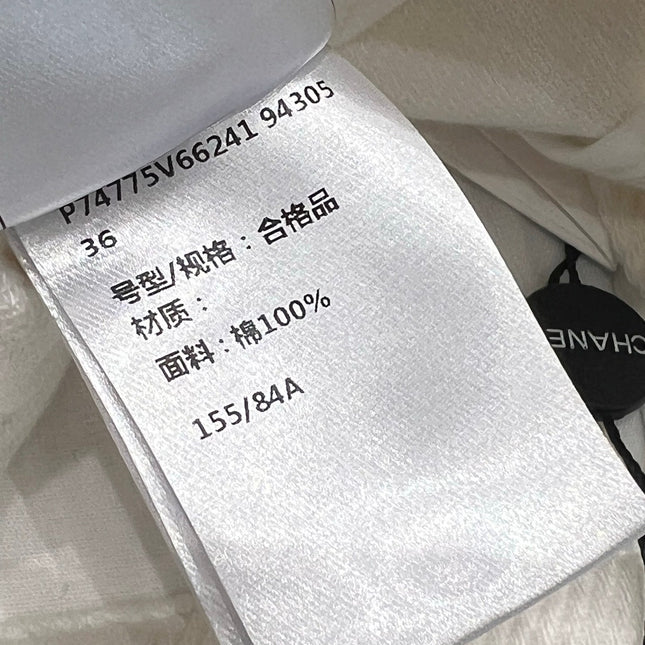 P74775V66241 94305
36
号型/规格：合格品
材质：
面料：棉100%
155/84A
CHANE